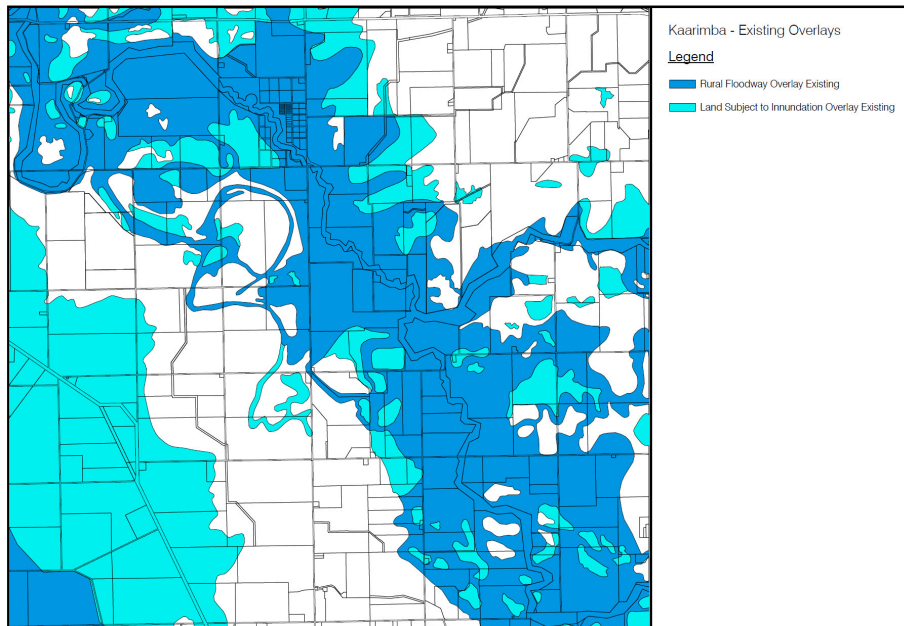 Kaarimba - Existing Overlays
Legend
Rural Floodway Overlay Existing
Land Subject to Innundation Overlay Existing